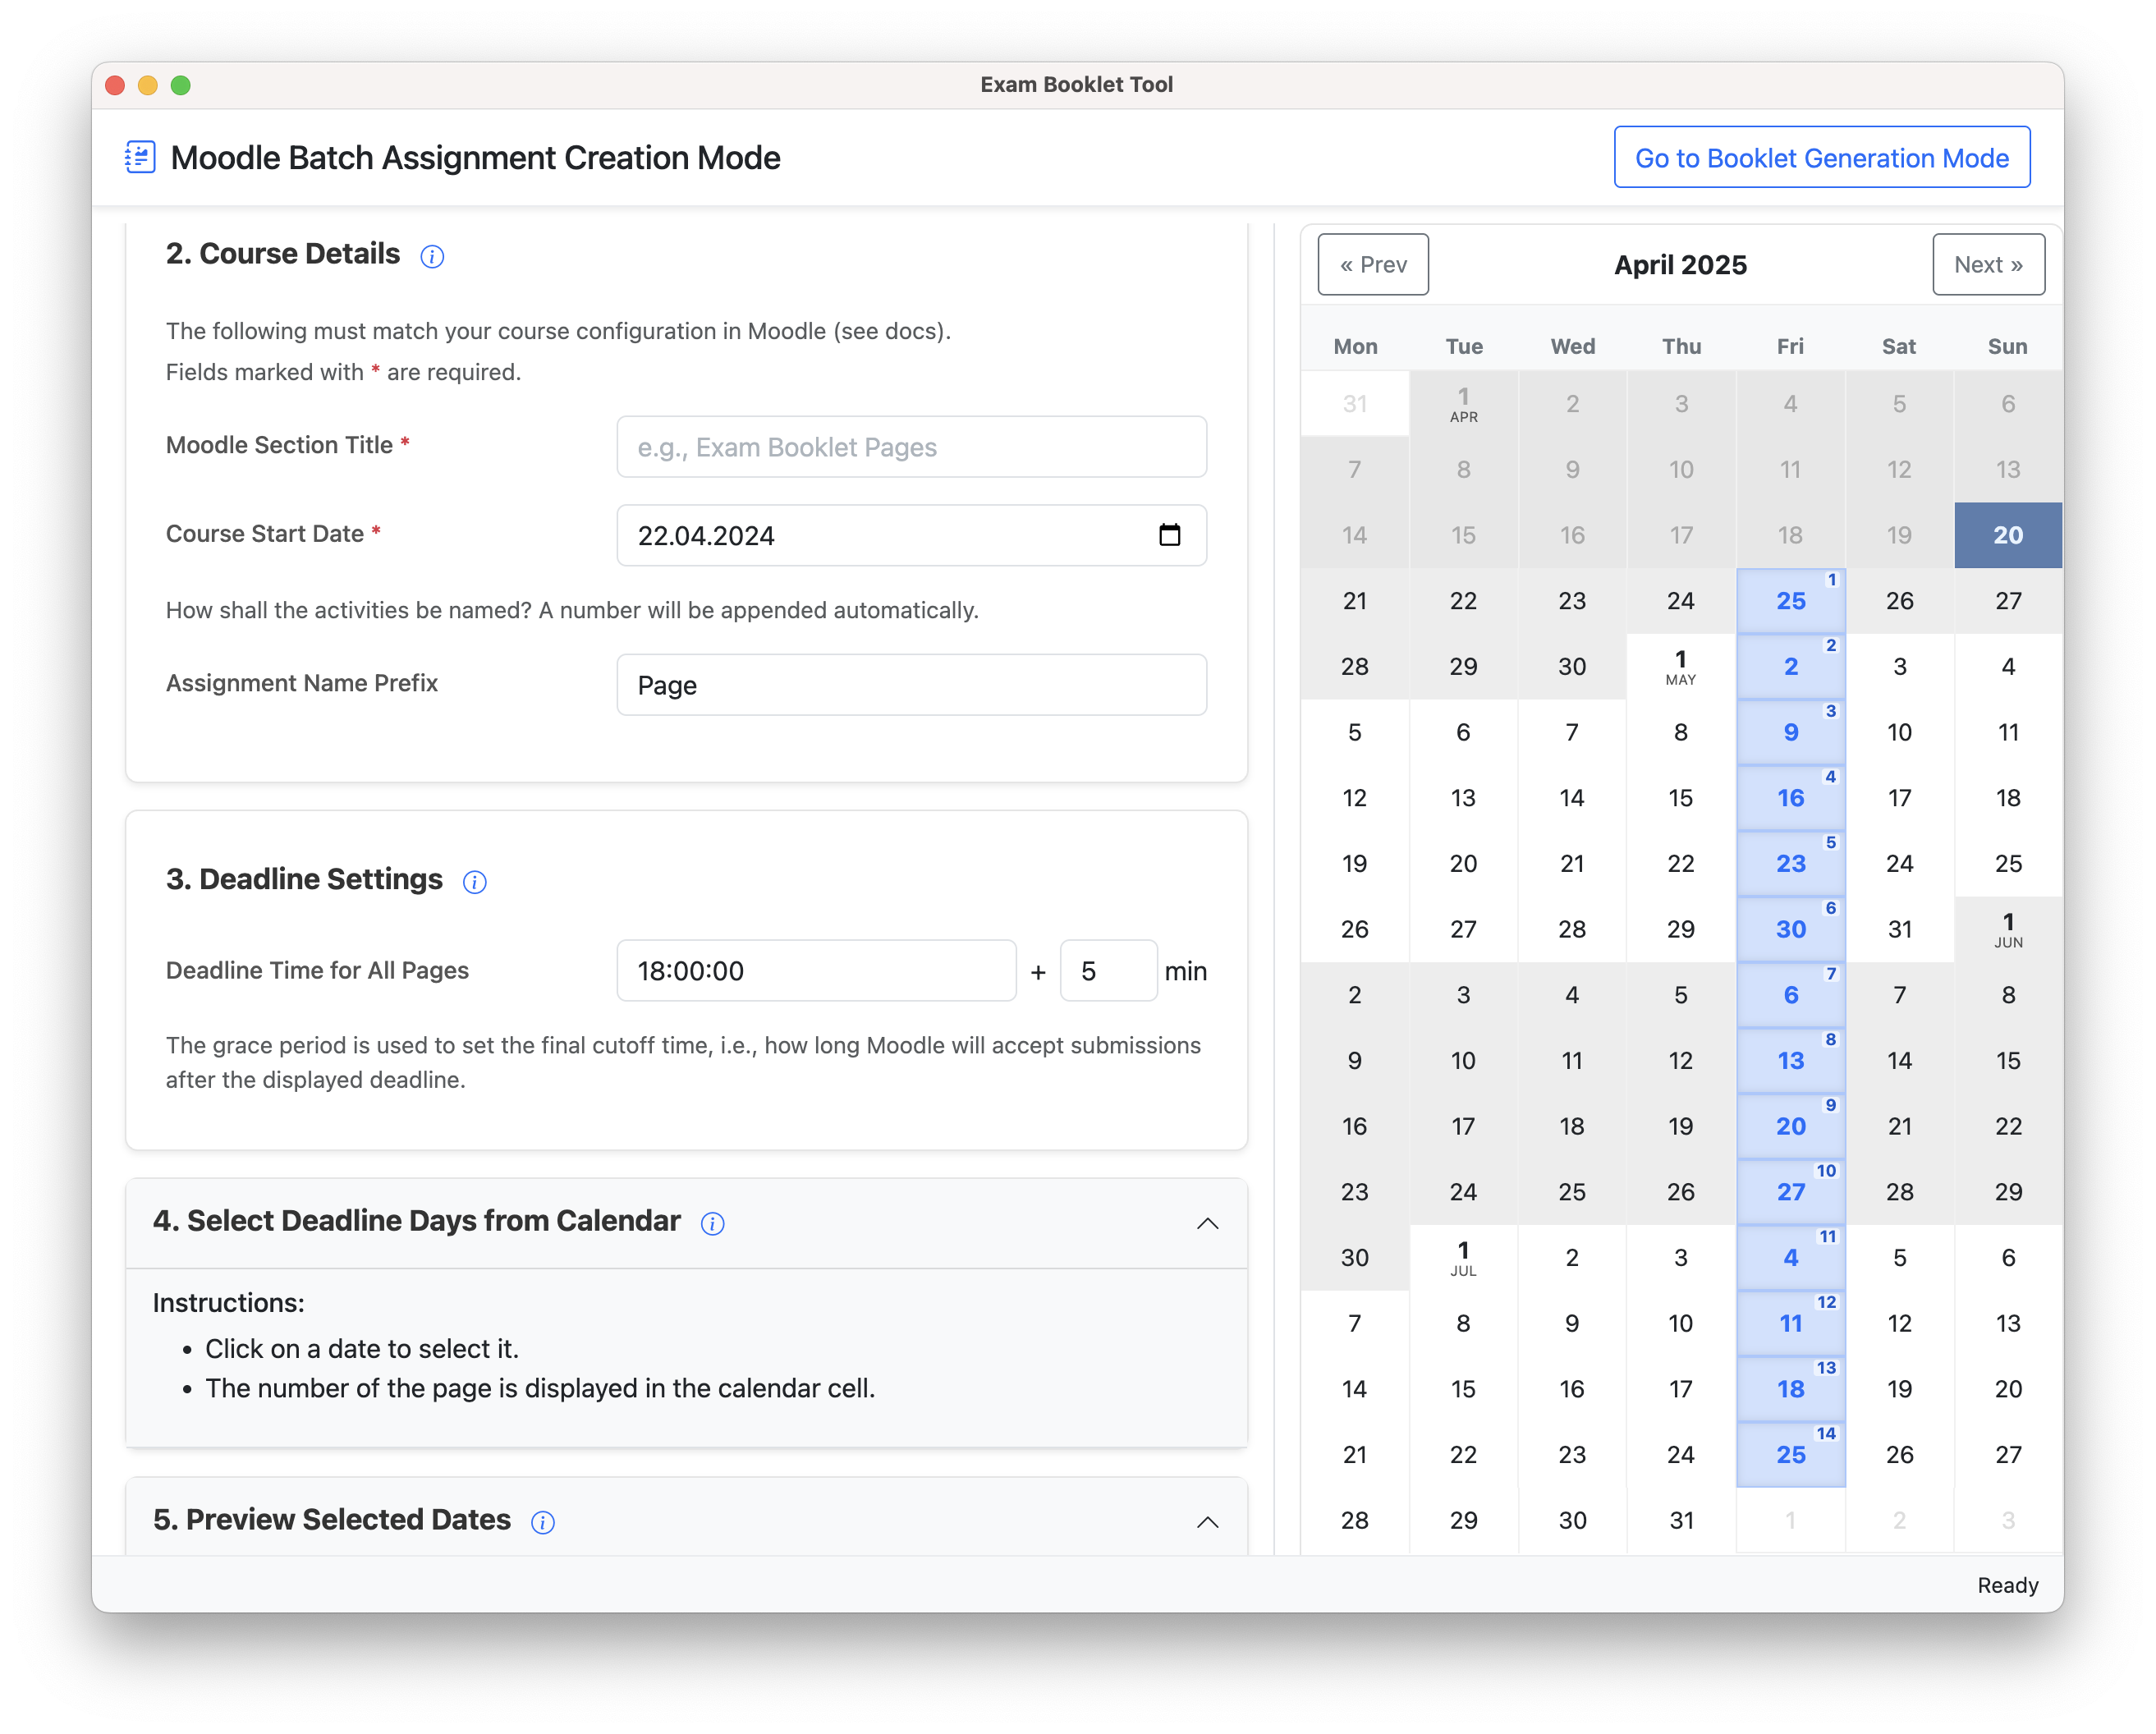 Exam Booklet Tool
Moodle Batch Assignment Creation Mode
Go to Booklet Generation Mode
2. Course Details
The following must match your course configuration in Moodle (see docs).
Fields marked with * are required.
Moodle Section Title *
e.g., Exam Booklet Pages
Course Start Date *
22.04.2024
How shall the activities be named? A number will be appended automatically.
Assignment Name Prefix
Page
3. Deadline Settings
Deadline Time for All Pages
18:00:00 + 5 min
The grace period is used to set the final cutoff time, i.e., how long Moodle will accept submissions
after the displayed deadline.
4. Select Deadline Days from Calendar
Instructions:
• Click on a date to select it.
• The number of the page is displayed in the calendar cell.
5. Preview Selected Dates
« Prev
April 2025
Next »
Mon Tue Wed Thu Fri Sat Sun
31 1 APR 2 3 4 5 6
7 8 9 10 11 12 13
14 15 16 17 18 19 20
21 22 23 24 25 1 26 27
28 29 30 1 MAY 2 2 3 4
5 6 7 8 9 3 10 11
12 13 14 15 16 4 17 18
19 20 21 22 23 5 24 25
26 27 28 29 30 6 31 1 JUN
2 3 4 5 6 7 7 8
9 10 11 12 13 8 14 15
16 17 18 19 20 9 21 22
23 24 25 26 27 10 28 29
30 1 JUL 2 3 4 11 5 6
7 8 9 10 11 12 12 13
14 15 16 17 18 13 19 20
21 22 23 24 25 14 26 27
28 29 30 31 1 2 3
Ready